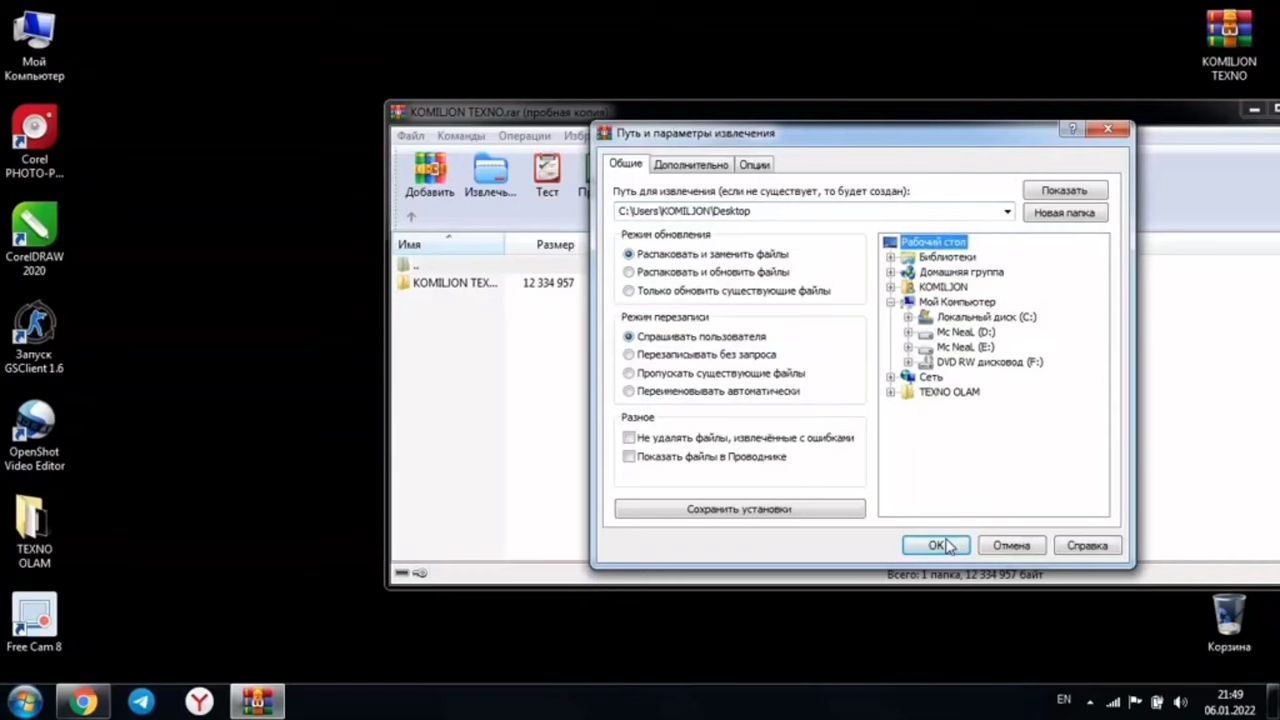 Мой
Компьютер
Corel
PHOTO-P...
CorelDRAW
2020
Запуск
GSClient 1.6
OpenShot
Video Editor
TEXNO
OLAM
Free Cam 8
KOMILJON
TEXNO
Корзина
KOMILJON TEXNO.rar (пробная копия)
Файл Команды Операции Избр
Добавить Извлечь... Тест
Имя Размер
..
KOMILJON TEX... 12 334 957
Всего: 1 папка, 12 334 957 байт
Путь и параметры извлечения
?
Общие Дополнительно Опции
Путь для извлечения (если не существует, то будет создан):
C:\Users\KOMILJON\Desktop
Показать
Новая папка
Режим обновления
Распаковать и заменить файлы
Распаковать и обновить файлы
Только обновить существующие файлы
Режим перезаписи
Спрашивать пользователя
Перезаписывать без запроса
Пропускать существующие файлы
Переименовывать автоматически
Разное
Не удалять файлы, извлечённые с ошибками
Показать файлы в Проводнике
Сохранить установки
Рабочий стол
Библиотеки
Домашняя группа
KOMILJON
Мой Компьютер
Локальный диск (C:)
Mc NeaL (D:)
Mc NeaL (E:)
DVD RW дисковод (F:)
Сеть
TEXNO OLAM
OK Отмена Справка
EN
21:49
06.01.2022